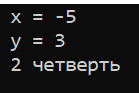 x = -5
y = 3
2 четверть